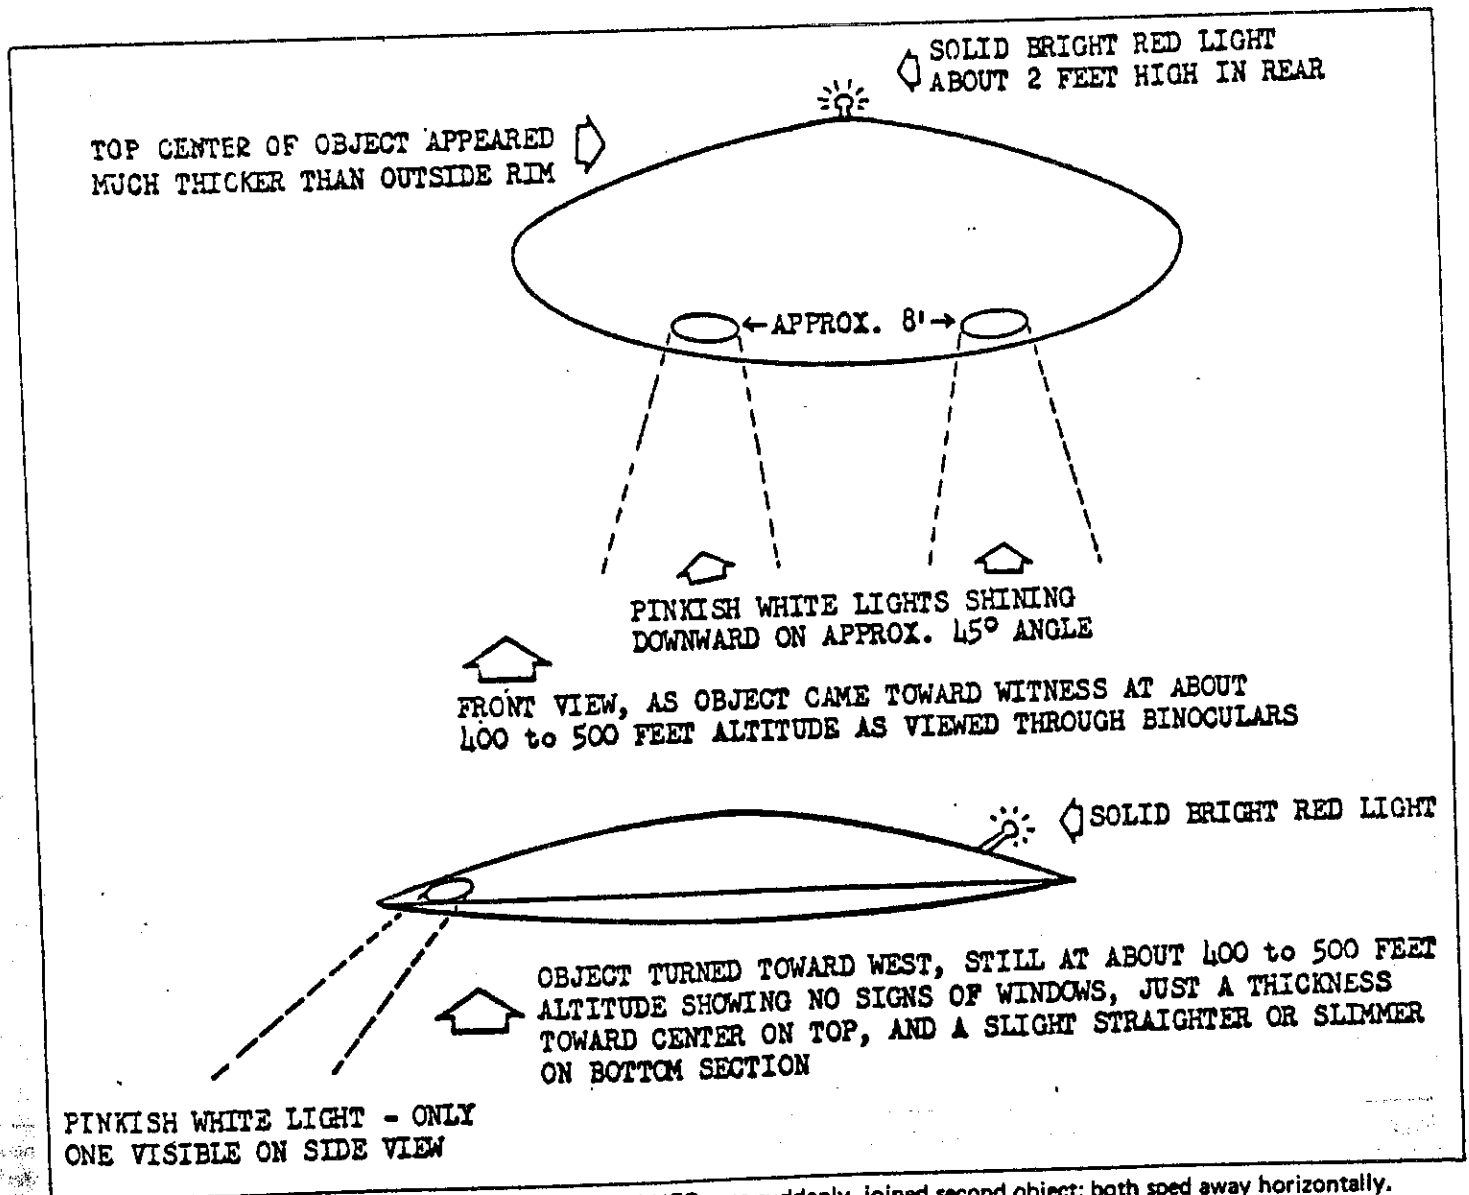 SOLID BRIGHT RED LIGHT
ABOUT 2 FEET HIGH IN REAR
TOP CENTER OF OBJECT APPEARED
MUCH THICKER THAN OUTSIDE RIM
←APPROX. 8'→
PINKISH WHITE LIGHTS SHINING
DOWNWARD ON APPROX. 45° ANGLE
FRONT VIEW, AS OBJECT CAME TOWARD WITNESS AT ABOUT
400 to 500 FEET ALTITUDE AS VIEWED THROUGH BINOCULARS
SOLID BRIGHT RED LIGHT
OBJECT TURNED TOWARD WEST, STILL AT ABOUT 400 to 500 FEET
ALTITUDE SHOWING NO SIGNS OF WINDOWS, JUST A THICKNESS
TOWARD CENTER ON TOP, AND A SLIGHT STRAIGHTER OR SLIMMER
ON BOTTOM SECTION
PINKISH WHITE LIGHT - ONLY
ONE VISIBLE ON SIDE VIEW
suddenly, joined second object; both sped away horizontally.